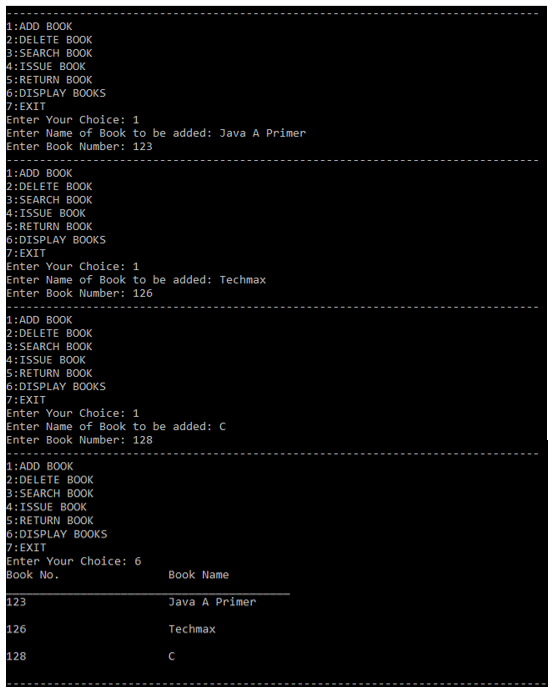 --------------------------------------------------------------------------------
1:ADD BOOK
2:DELETE BOOK
3:SEARCH BOOK
4:ISSUE BOOK
5:RETURN BOOK
6:DISPLAY BOOKS
7:EXIT
Enter Your Choice: 1
Enter Name of Book to be added: Java A Primer
Enter Book Number: 123
--------------------------------------------------------------------------------
1:ADD BOOK
2:DELETE BOOK
3:SEARCH BOOK
4:ISSUE BOOK
5:RETURN BOOK
6:DISPLAY BOOKS
7:EXIT
Enter Your Choice: 1
Enter Name of Book to be added: Techmax
Enter Book Number: 126
--------------------------------------------------------------------------------
1:ADD BOOK
2:DELETE BOOK
3:SEARCH BOOK
4:ISSUE BOOK
5:RETURN BOOK
6:DISPLAY BOOKS
7:EXIT
Enter Your Choice: 1
Enter Name of Book to be added: C
Enter Book Number: 128
--------------------------------------------------------------------------------
1:ADD BOOK
2:DELETE BOOK
3:SEARCH BOOK
4:ISSUE BOOK
5:RETURN BOOK
6:DISPLAY BOOKS
7:EXIT
Enter Your Choice: 6
Book No.                Book Name
__________________________________________
123                     Java A Primer
126                     Techmax
128                     C
--------------------------------------------------------------------------------